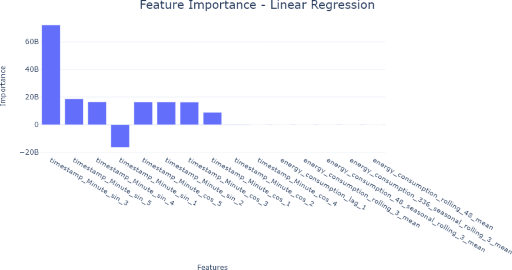 Feature Importance - Linear Regression
Importance
60B
40B
20B
0
−20B
timestamp_Minute_sin_3
timestamp_Minute_sin_5
timestamp_Minute_sin_4
timestamp_Minute_sin_1
timestamp_Minute_cos_5
timestamp_Minute_sin_2
timestamp_Minute_cos_3
timestamp_Minute_cos_1
timestamp_Minute_cos_2
timestamp_Minute_cos_4
energy_consumption_lag_1
energy_consumption_rolling_3_mean
energy_consumption_48_seasonal_rolling_3_mean
energy_consumption_336_seasonal_rolling_3_mean
energy_consumption_rolling_48_mean
Features